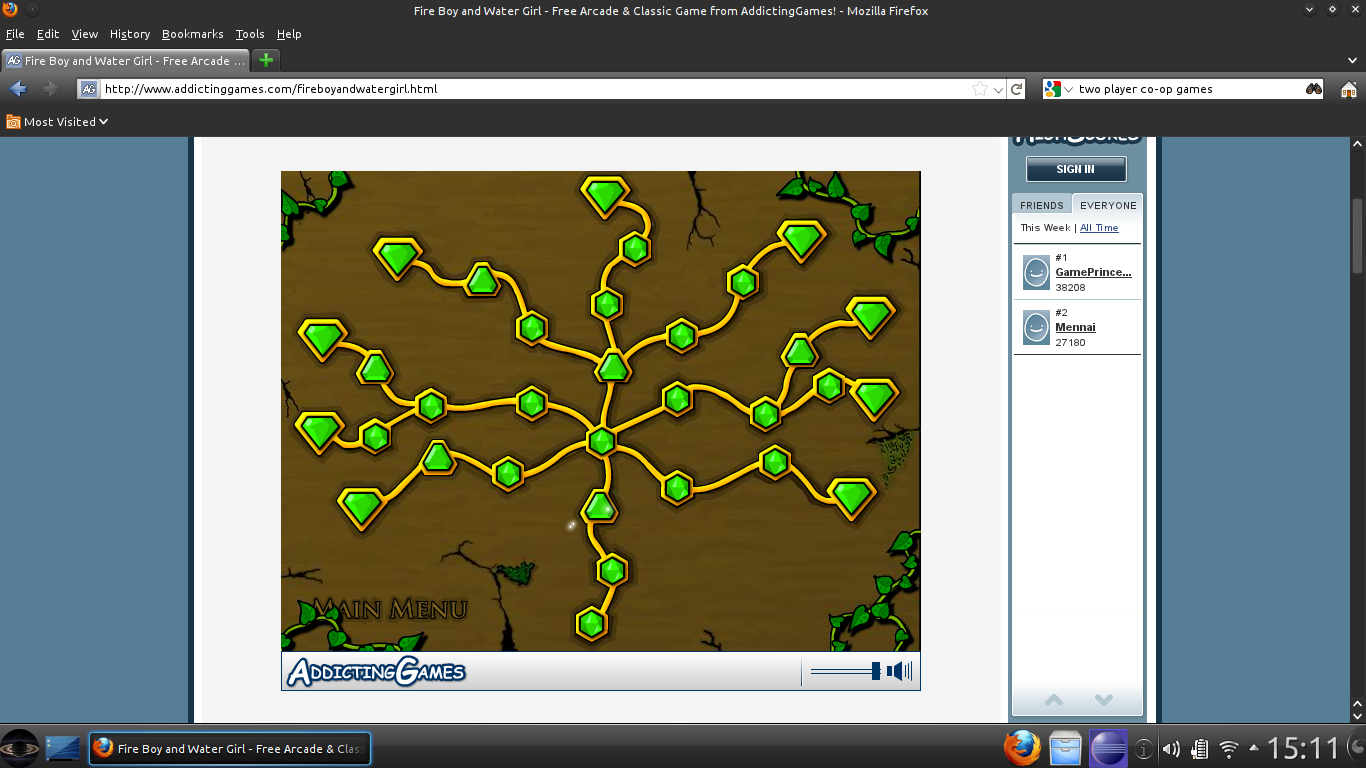 Fire Boy and Water Girl - Free Arcade & Classic Game from AddictingGames! - Mozilla Firefox
File Edit View History Bookmarks Tools Help
AG Fire Boy and Water Girl - Free Arcade ...
AG http://www.addictinggames.com/fireboyandwatergirl.html
two player co-op games
Most Visited
HIGHSCORES
SIGN IN
FRIENDS EVERYONE
This Week | All Time
#1
GamePrince...
38208
#2
Mennai
27180
MAIN MENU
ADDICTINGGAMES
Fire Boy and Water Girl - Free Arcade & Clas
15:11